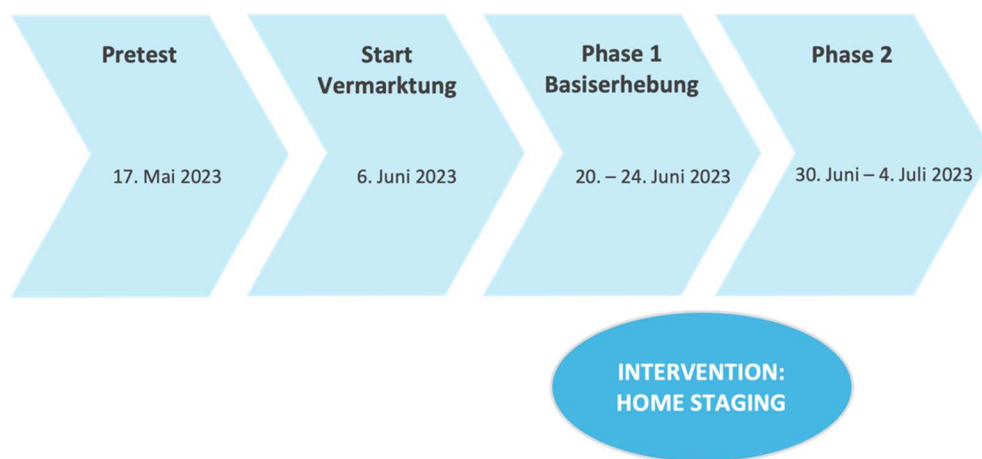 Pretest
17. Mai 2023
Start
Vermarktung
6. Juni 2023
Phase 1
Basiserhebung
20. – 24. Juni 2023
Phase 2
30. Juni – 4. Juli 2023
INTERVENTION:
HOME STAGING